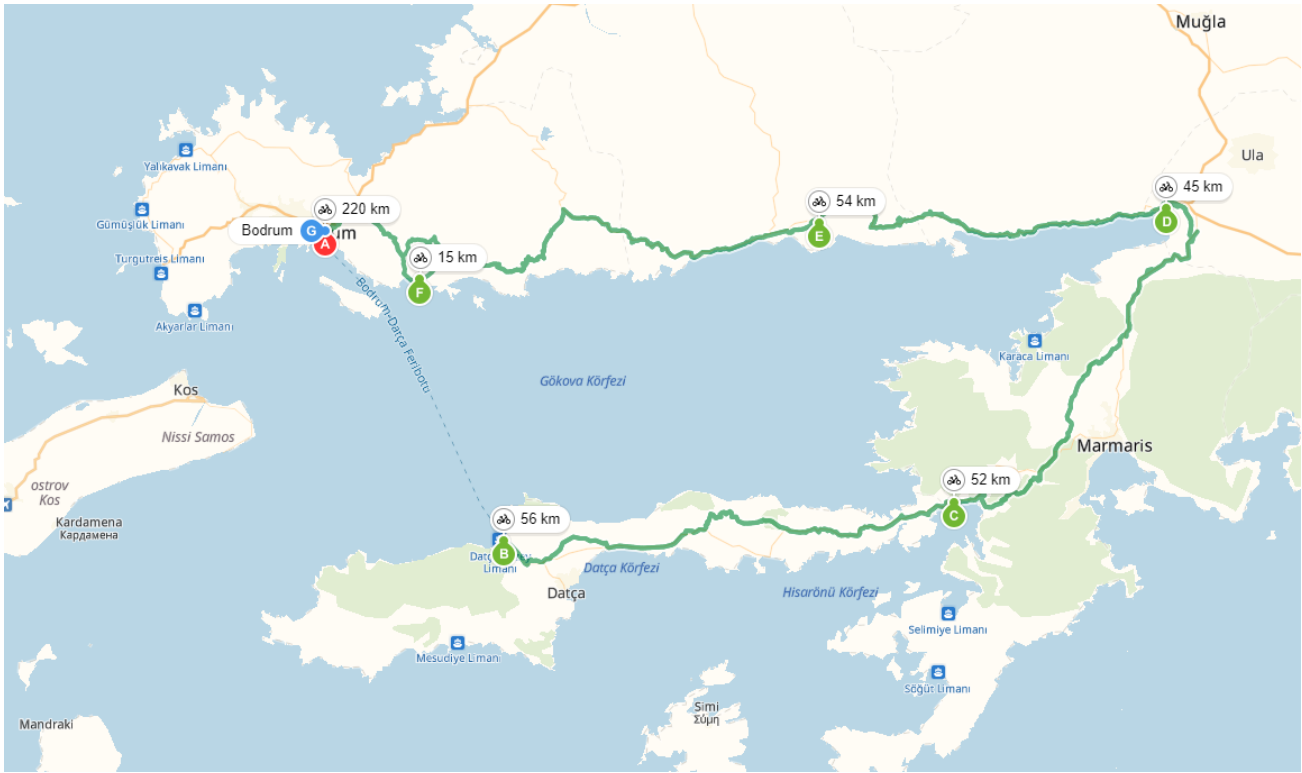 Muğla
Ula
Yalıkavak Limanı
45 km
54 km
220 km
Gümüşlük Limanı
D
Bodrum
G
um
E
A
Turgutreis Limanı
15 km
F
Bodrum-Datça Feribotu
Akyarlar Limanı
Karaca Limanı
Kos
Gökova Körfezi
Nissi Samos
Marmaris
ostrov
Kos
52 km
C
Kardamena
Кардамена
56 km
B
Limanı
Datça Körfezi
Datça
Hisarönü Körfezi
Selimiye Limanı
Mesudiye Limanı
Söğüt Limanı
Simi
Σύμη
Mandraki